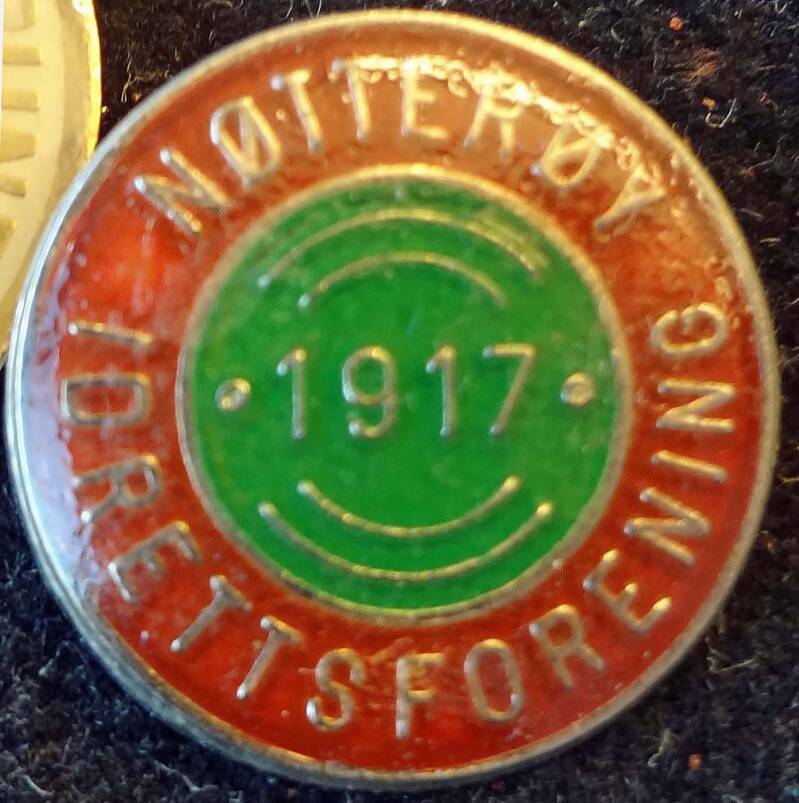 NØTTERØY
IDRETTSFORENING
· 1917 ·